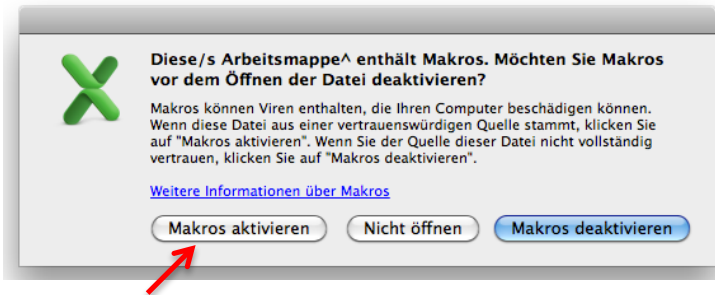 Diese/s Arbeitsmappe^ enthält Makros. Möchten Sie Makros
vor dem Öffnen der Datei deaktivieren?
Makros können Viren enthalten, die Ihren Computer beschädigen können.
Wenn diese Datei aus einer vertrauenswürdigen Quelle stammt, klicken Sie
auf "Makros aktivieren". Wenn Sie der Quelle dieser Datei nicht vollständig
vertrauen, klicken Sie auf "Makros deaktivieren".
Weitere Informationen über Makros
Makros aktivieren Nicht öffnen Makros deaktivieren